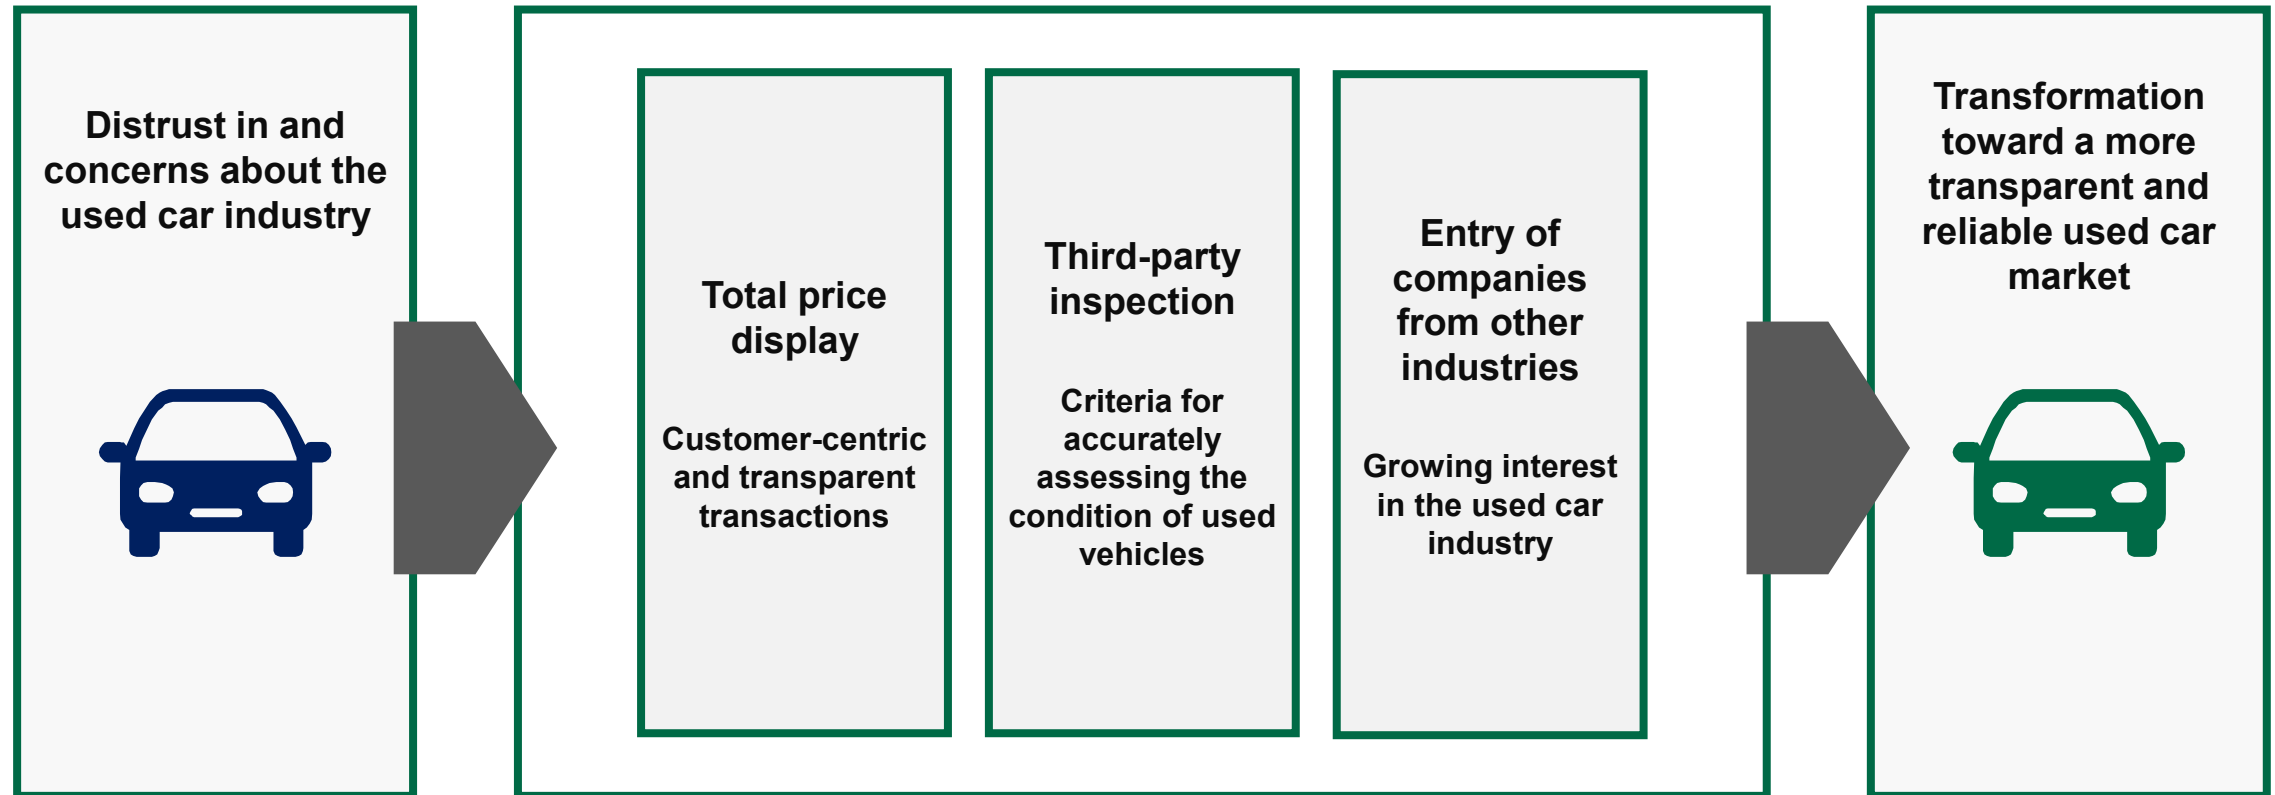 Distrust in and
concerns about the
used car industry
Total price
display
Customer-centric
and transparent
transactions
Third-party
inspection
Criteria for
accurately
assessing the
condition of used
vehicles
Entry of
companies
from other
industries
Growing interest
in the used car
industry
Transformation
toward a more
transparent and
reliable used car
market